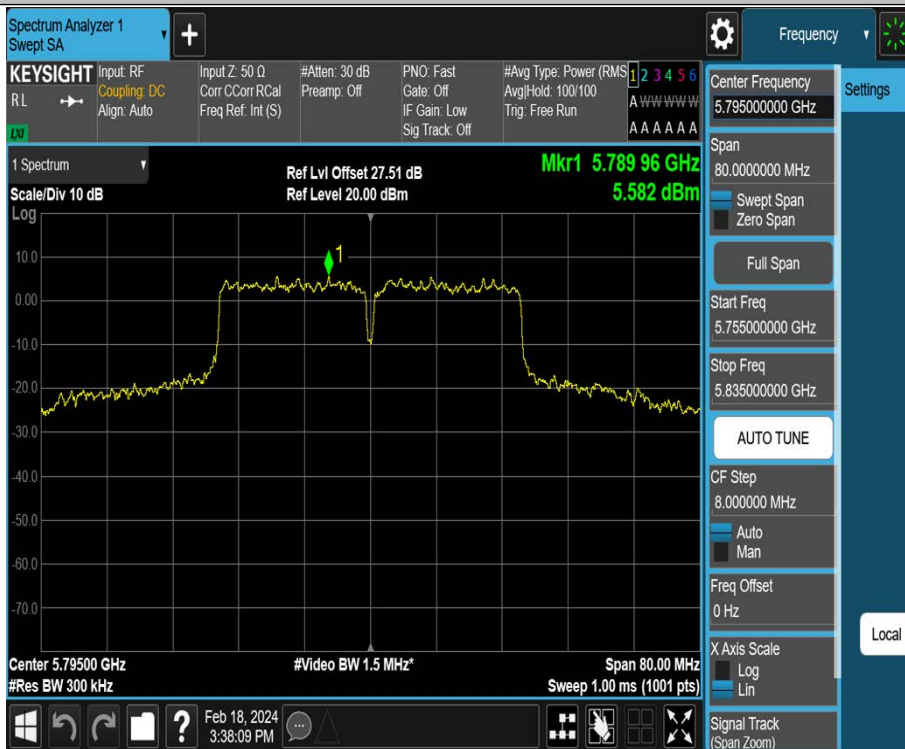 Spectrum Analyzer 1
Swept SA
+
Frequency
KEYSIGHT
R L
LXI
Input: RF
Coupling: DC
Align: Auto
Input Z: 50 Ω
Corr CCorr RCal
Freq Ref: Int (S)
#Atten: 30 dB
Preamp: Off
PNO: Fast
Gate: Off
IF Gain: Low
Sig Track: Off
#Avg Type: Power (RMS
Avg|Hold: 100/100
Trig: Free Run
1 2 3 4 5 6
A W W W W W
A A A A A A
1 Spectrum
Scale/Div 10 dB
Log
Ref Lvl Offset 27.51 dB
Ref Level 20.00 dBm
Mkr1 5.789 96 GHz
5.582 dBm
1
10.0
0.00
-10.0
-20.0
-30.0
-40.0
-50.0
-60.0
-70.0
Center 5.79500 GHz
#Res BW 300 kHz
#Video BW 1.5 MHz*
Span 80.00 MHz
Sweep 1.00 ms (1001 pts)
?
Feb 18, 2024
3:38:09 PM
Center Frequency
5.795000000 GHz
Settings
Span
80.0000000 MHz
Swept Span
Zero Span
Full Span
Start Freq
5.755000000 GHz
Stop Freq
5.835000000 GHz
AUTO TUNE
CF Step
8.000000 MHz
Auto
Man
Freq Offset
0 Hz
X Axis Scale
Log
Lin
Local
Signal Track
(Span Zoom)